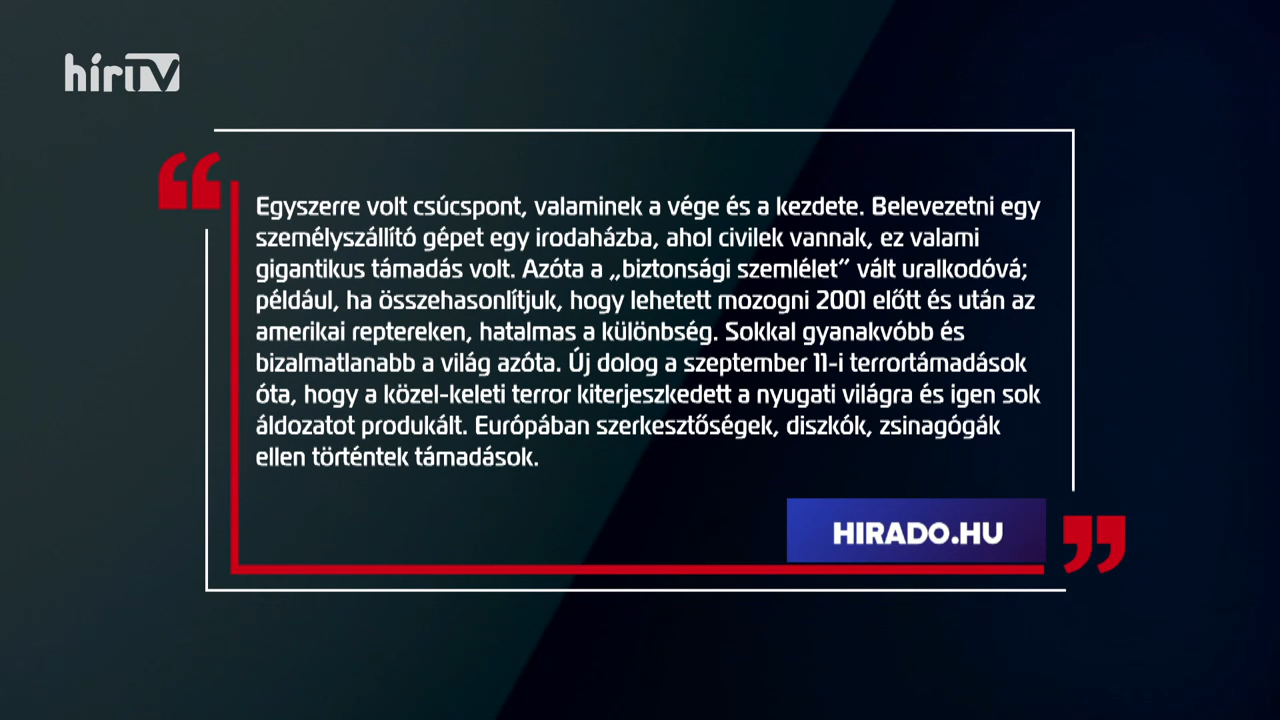 hírTV
Egyszerre volt csúcspont, valaminek a vége és a kezdete. Belevezetni egy
személyszállító gépet egy irodaházba, ahol civilek vannak, ez valami
gigantikus támadás volt. Azóta a „biztonsági szemlélet” vált uralkodóvá;
például, ha összehasonlítjuk, hogy lehetett mozogni 2001 előtt és után az
amerikai reptereken, hatalmas a különbség. Sokkal gyanakvóbb és
bizalmatlanabb a világ azóta. Új dolog a szeptember 11-i terrortámadások
óta, hogy a közel-keleti terror kiterjeszkedett a nyugati világra és igen sok
áldozatot produkált. Európában szerkesztőségek, diszkók, zsinagógák
ellen történtek támadások.
HIRADO.HU